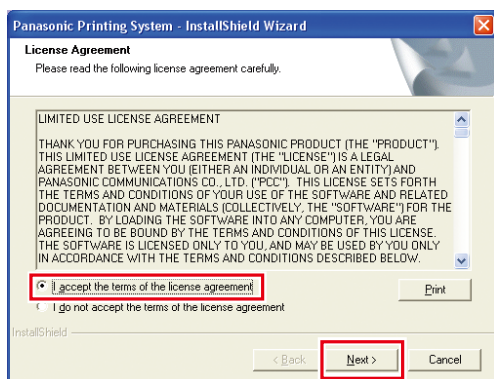 Panasonic Printing System - InstallShield Wizard
License Agreement
Please read the following license agreement carefully.
LIMITED USE LICENSE AGREEMENT
THANK YOU FOR PURCHASING THIS PANASONIC PRODUCT (THE "PRODUCT").
THIS LIMITED USE LICENSE AGREEMENT (THE "LICENSE") IS A LEGAL
AGREEMENT BETWEEN YOU (EITHER AN INDIVIDUAL OR AN ENTITY) AND
PANASONIC COMMUNICATIONS CO., LTD. ("PCC"). THIS LICENSE SETS FORTH
THE TERMS AND CONDITIONS OF YOUR USE OF THE SOFTWARE AND RELATED
DOCUMENTATION AND MATERIALS (COLLECTIVELY, THE "SOFTWARE") FOR THE
PRODUCT. BY LOADING THE SOFTWARE INTO ANY COMPUTER, YOU ARE
AGREEING TO BE BOUND BY THE TERMS AND CONDITIONS OF THIS LICENSE.
THE SOFTWARE IS LICENSED ONLY TO YOU, AND MAY BE USED BY YOU ONLY
IN ACCORDANCE WITH THE TERMS AND CONDITIONS DESCRIBED BELOW.
I accept the terms of the license agreement
Print
I do not accept the terms of the license agreement
InstallShield
< Back
Next >
Cancel